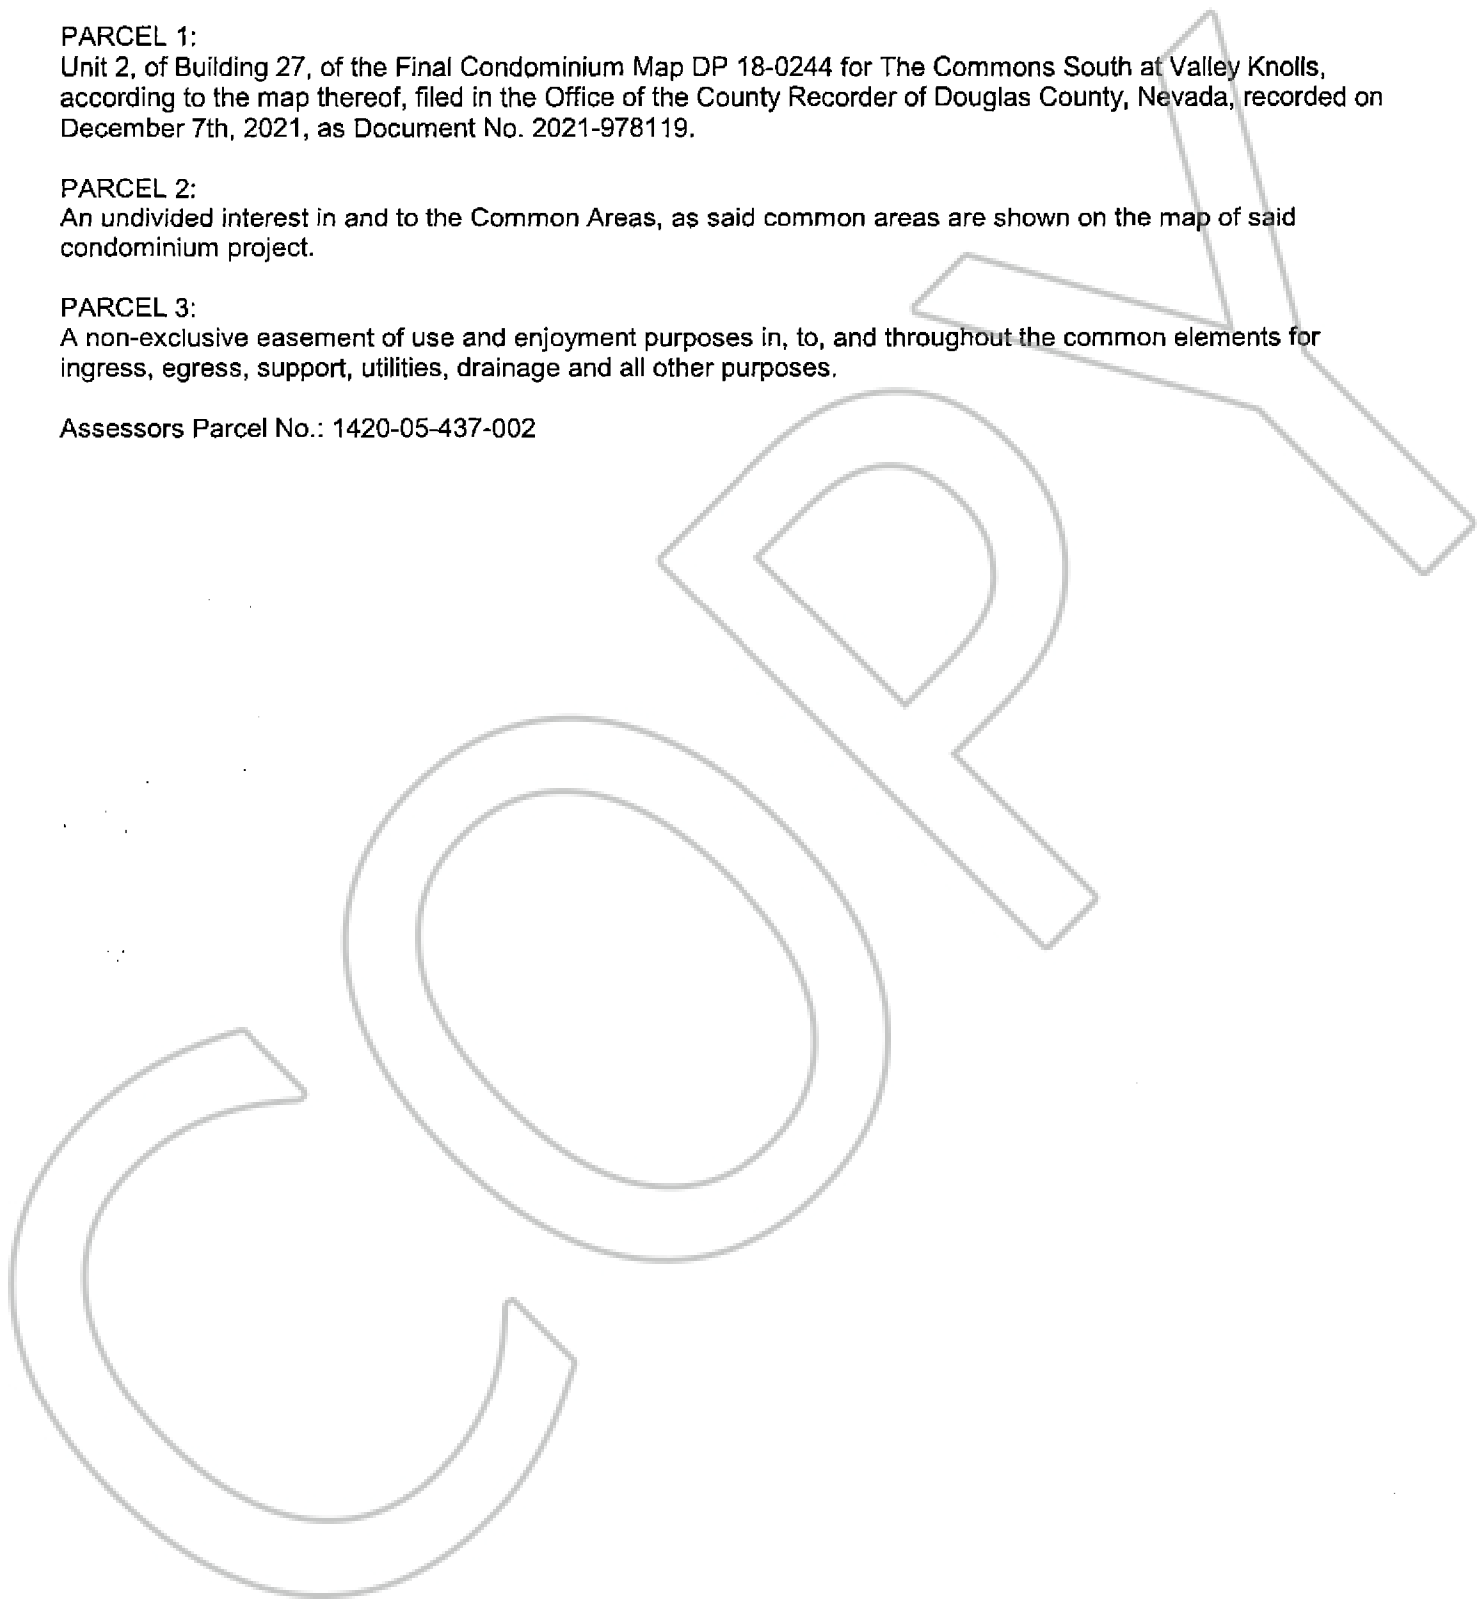 PARCEL 1:
Unit 2, of Building 27, of the Final Condominium Map DP 18-0244 for The Commons South at Valley Knolls,
according to the map thereof, filed in the Office of the County Recorder of Douglas County, Nevada, recorded on
December 7th, 2021, as Document No. 2021-978119.
PARCEL 2:
An undivided interest in and to the Common Areas, as said common areas are shown on the map of said
condominium project.
PARCEL 3:
A non-exclusive easement of use and enjoyment purposes in, to, and throughout the common elements for
ingress, egress, support, utilities, drainage and all other purposes.
Assessors Parcel No.: 1420-05-437-002
COPY